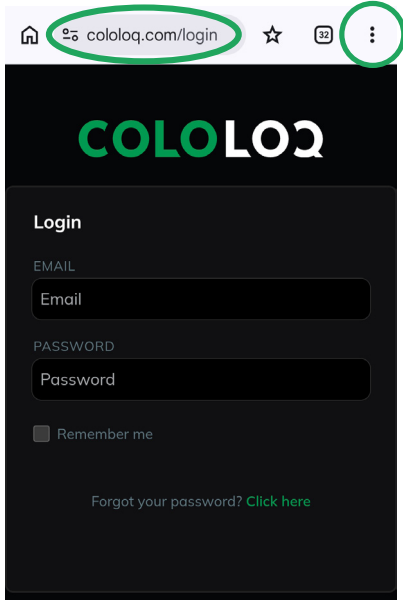 cololoq.com/login
32
COLOLOQ
Login
EMAIL
Email
PASSWORD
Password
Remember me
Forgot your password? Click here